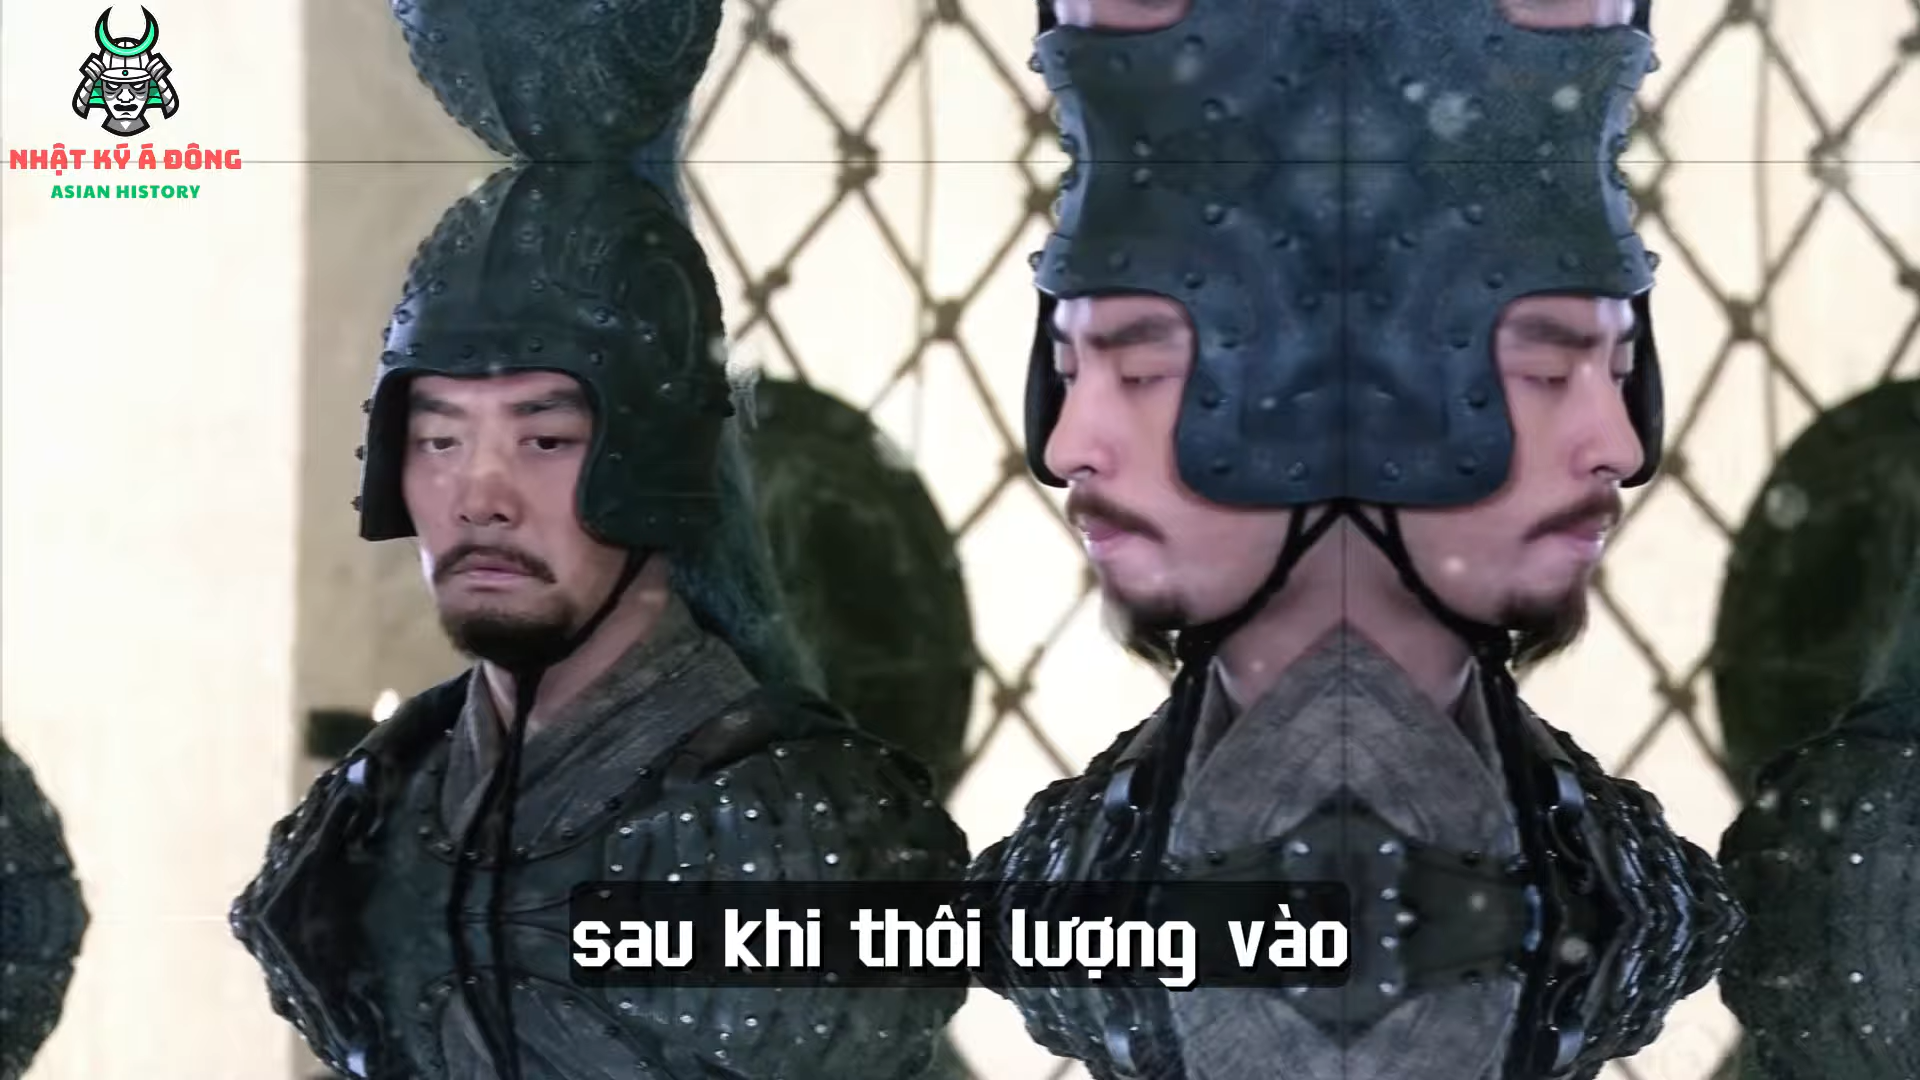 NHẬT KÝ Á ĐÔNG
ASIAN HISTORY
sau khi thôi lượng vào